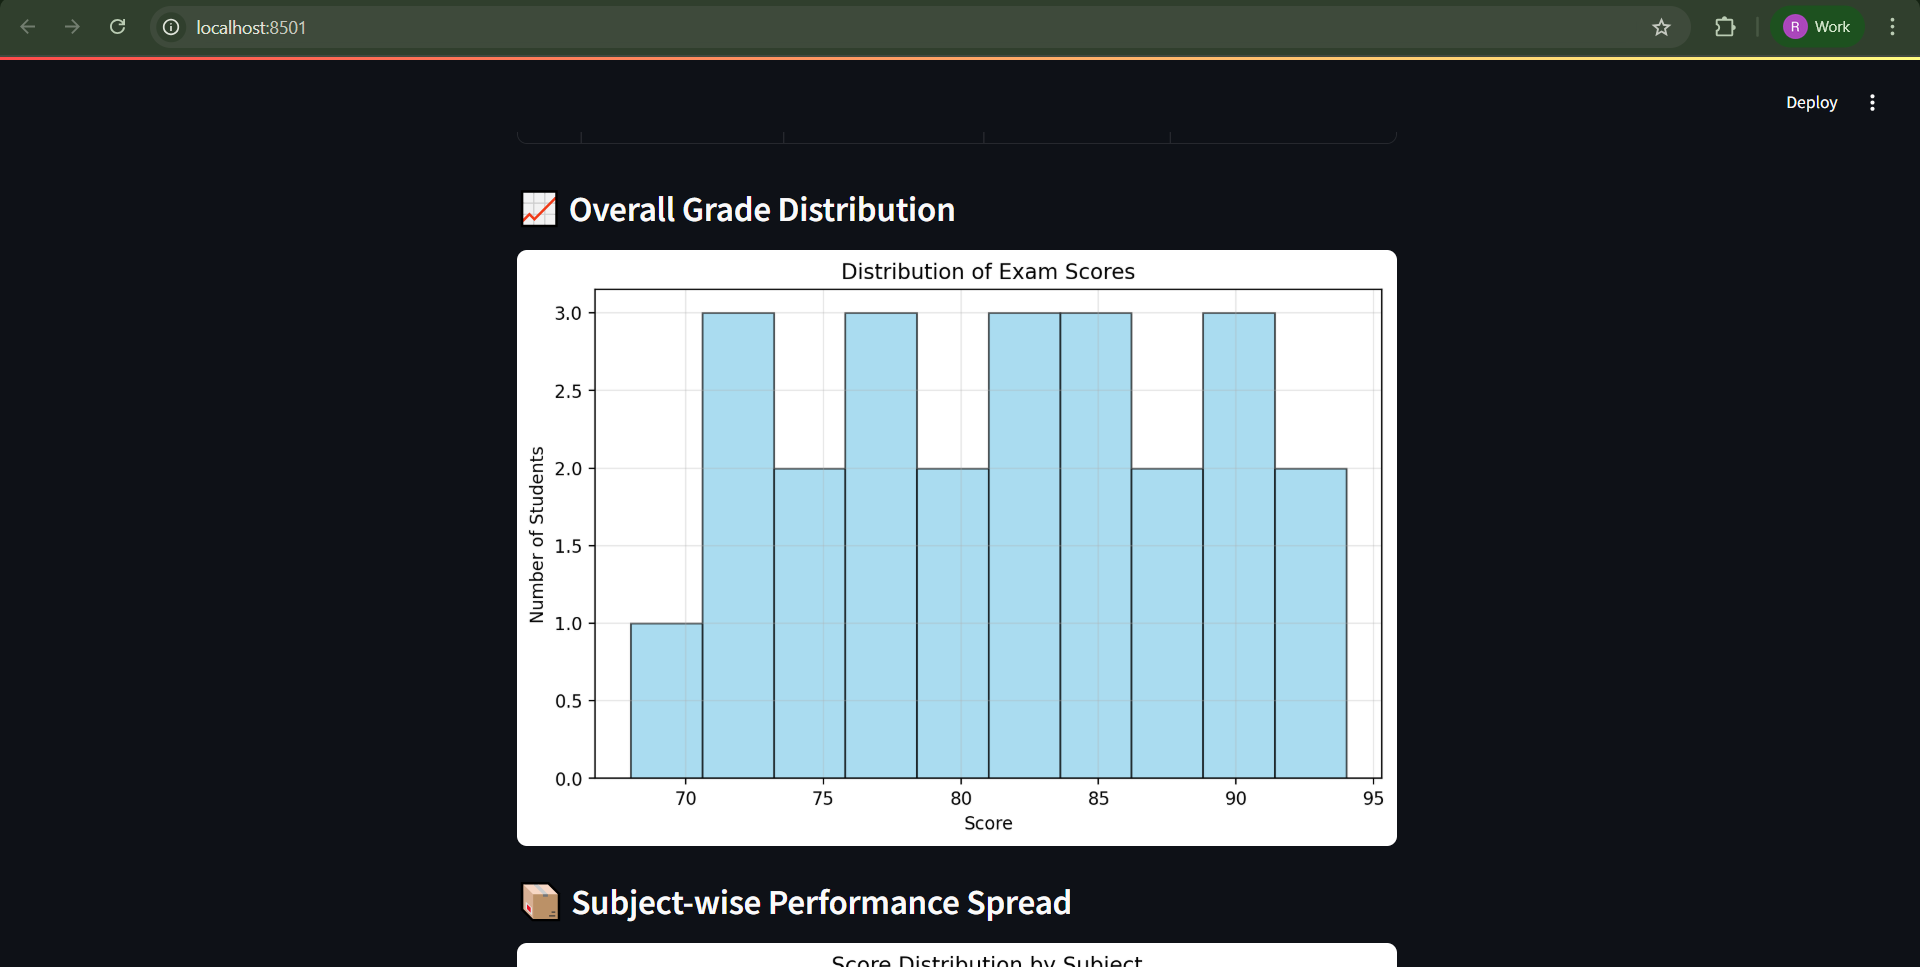 localhost:8501
R Work
Deploy
Overall Grade Distribution
Distribution of Exam Scores
3.0
2.5
2.0
1.5
1.0
0.5
0.0
Number of Students
70 75 80 85 90 95
Score
Subject-wise Performance Spread
Score Distribution by Subject